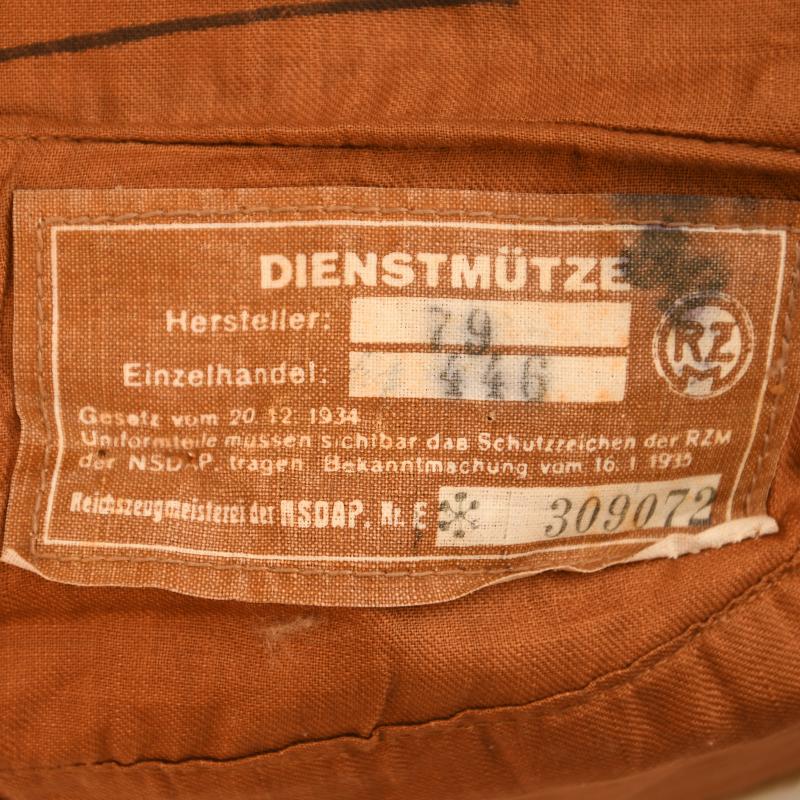 DIENSTMÜTZE
Hersteller: 79
Einzelhandel: 446
RZM
Gesetz vom 20. 12. 1934
Uniformteile müssen sichtbar das Schutzzeichen der RZM
der NSDAP. tragen. Bekanntmachung vom 16. 1. 1935
Reichszeugmeisterei der NSDAP. Nr. E 309072